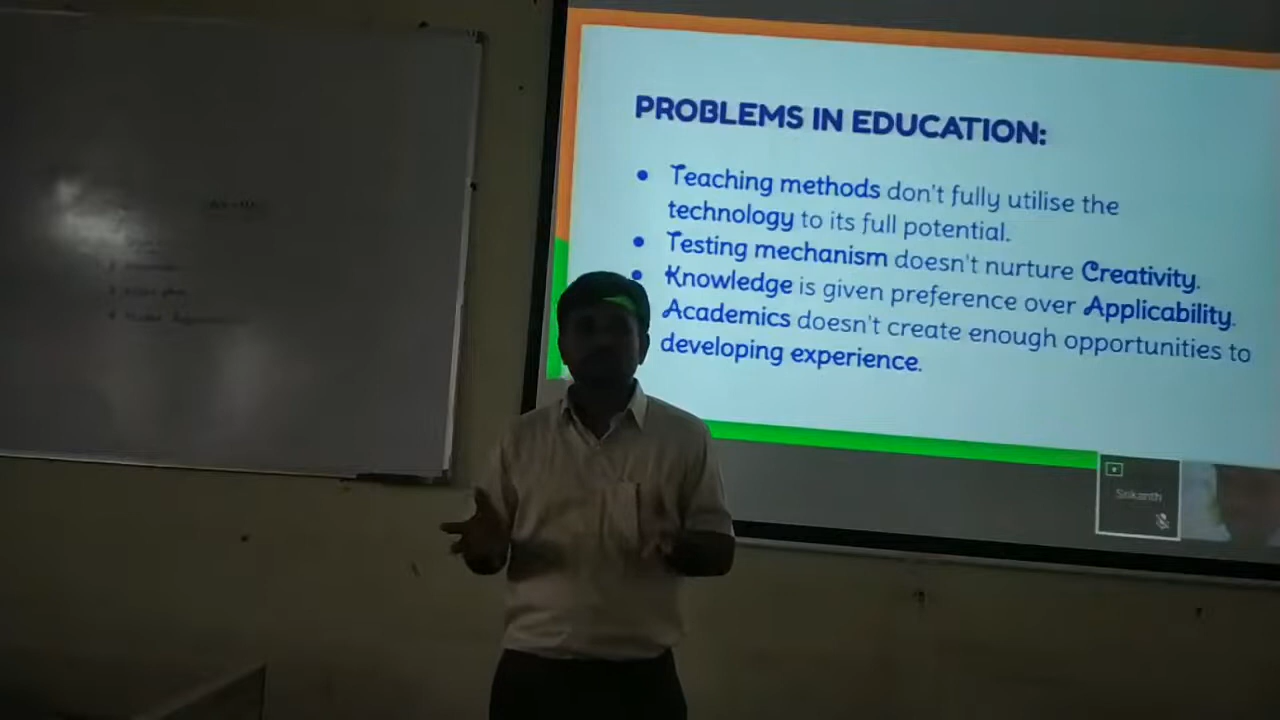 PROBLEMS IN EDUCATION:
Teaching methods don't fully utilise the
technology to its full potential.
Testing mechanism doesn't nurture Creativity.
Knowledge is given preference over Applicability.
Academics doesn't create enough opportunities to
developing experience.
Srikanth